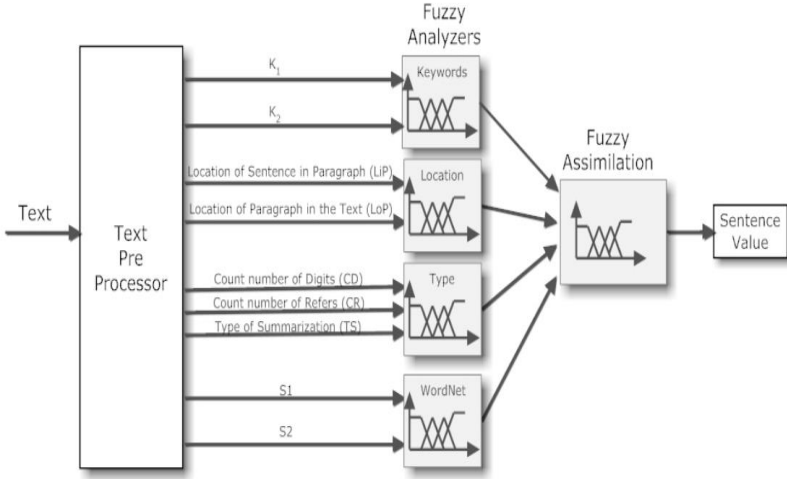 Fuzzy
Analyzers
K1
Keywords
K2
Fuzzy
Assimilation
Location of Sentence in Paragraph (LiP)
Location
Text
Location of Paragraph in the Text (LoP)
Text
Pre
Processor
Sentence
Value
Count number of Digits (CD)
Type
Count number of Refers (CR)
Type of Summarization (TS)
S1
WordNet
S2